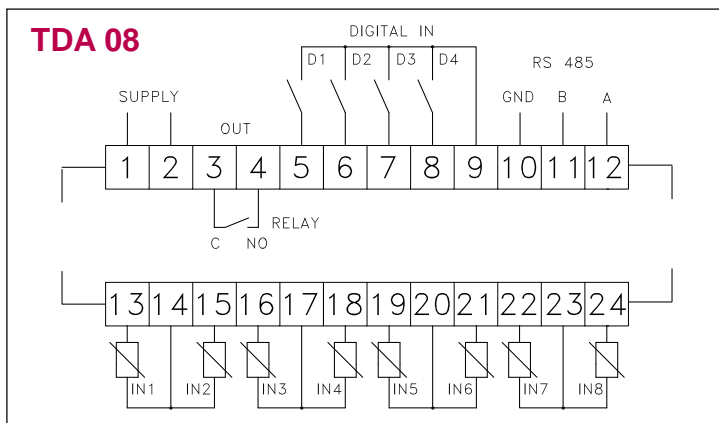 TDA 08
DIGITAL IN
D1 D2 D3 D4
RS 485
SUPPLY
GND B A
OUT
1 2 3 4 5 6 7 8 9 10 11 12
RELAY
C NO
13 14 15 16 17 18 19 20 21 22 23 24
IN1 IN2 IN3 IN4 IN5 IN6 IN7 IN8